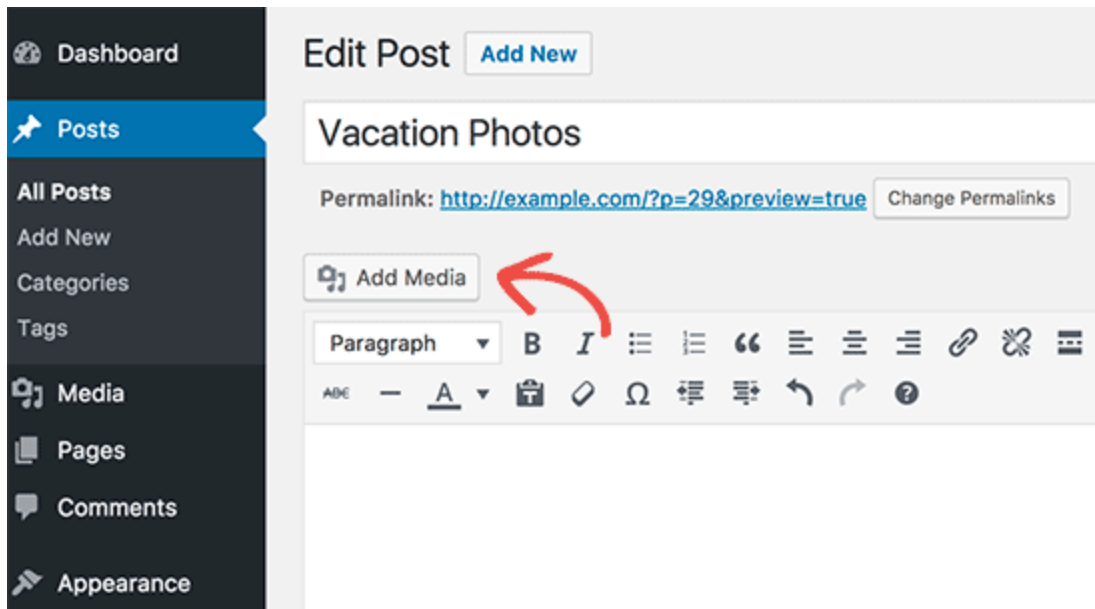 Dashboard
Posts
All Posts
Add New
Categories
Tags
Media
Pages
Comments
Appearance
Edit Post Add New
Vacation Photos
Permalink: http://example.com/?p=29&preview=true Change Permalinks
Add Media
Paragraph B I
ABE A T Ω ?